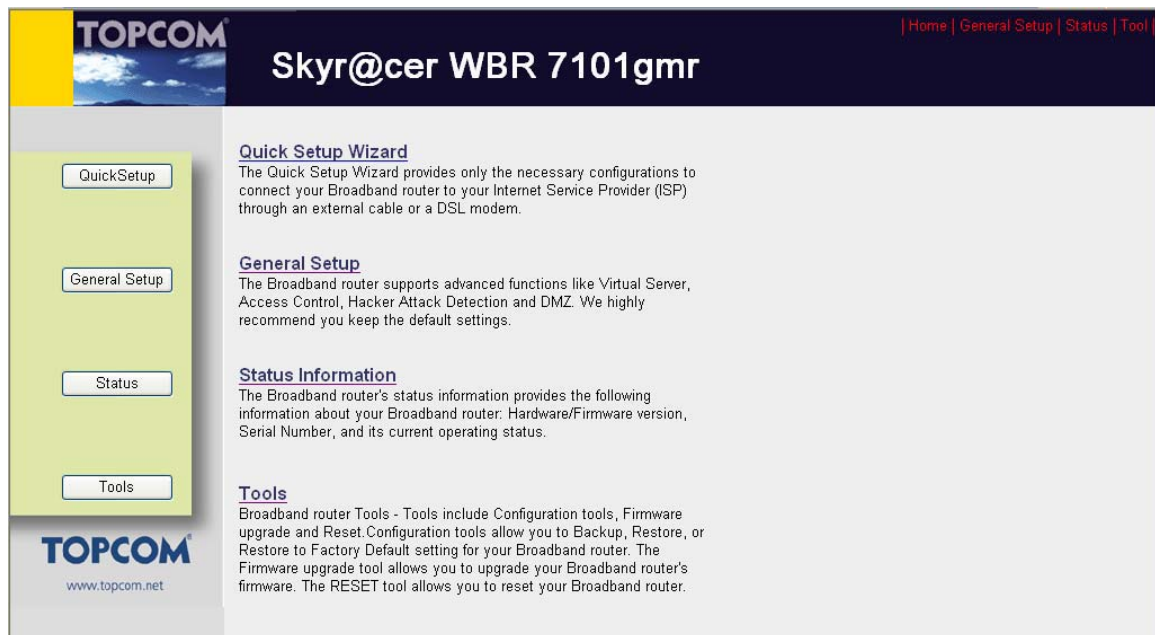 TOPCOM®
| Home | General Setup | Status | Tool |
Skyr@cer WBR 7101gmr
QuickSetup
General Setup
Status
Tools
TOPCOM®
www.topcom.net
Quick Setup Wizard
The Quick Setup Wizard provides only the necessary configurations to
connect your Broadband router to your Internet Service Provider (ISP)
through an external cable or a DSL modem.
General Setup
The Broadband router supports advanced functions like Virtual Server,
Access Control, Hacker Attack Detection and DMZ. We highly
recommend you keep the default settings.
Status Information
The Broadband router's status information provides the following
information about your Broadband router: Hardware/Firmware version,
Serial Number, and its current operating status.
Tools
Broadband router Tools - Tools include Configuration tools, Firmware
upgrade and Reset.Configuration tools allow you to Backup, Restore, or
Restore to Factory Default setting for your Broadband router. The
Firmware upgrade tool allows you to upgrade your Broadband router's
firmware. The RESET tool allows you to reset your Broadband router.